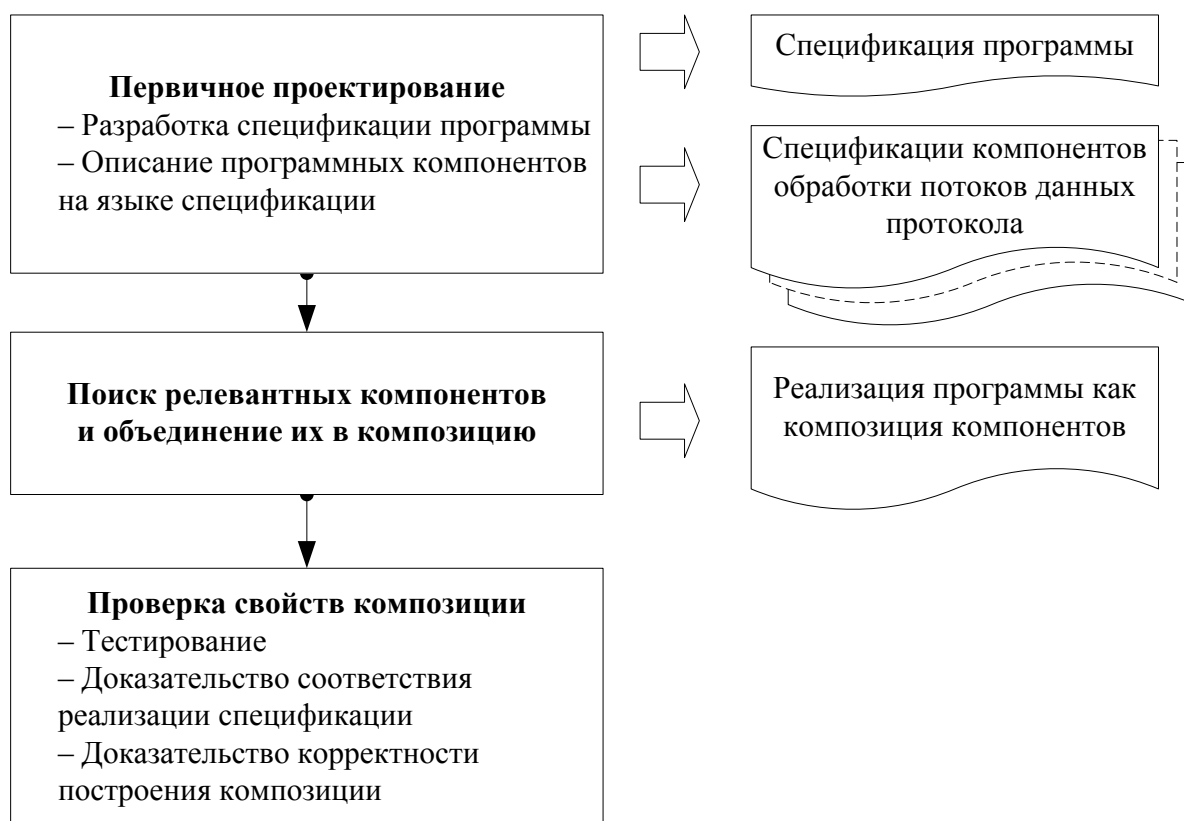 Первичное проектирование
– Разработка спецификации программы
– Описание программных компонентов
на языке спецификации
Спецификация программы
Спецификации компонентов
обработки потоков данных
протокола
Поиск релевантных компонентов
и объединение их в композицию
Реализация программы как
композиция компонентов
Проверка свойств композиции
– Тестирование
– Доказательство соответствия
реализации спецификации
– Доказательство корректности
построения композиции